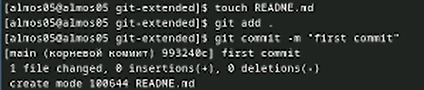 [almos05@almos05 git-extended]$ touch README.md
[almos05@almos05 git-extended]$ git add .
[almos05@almos05 git-extended]$ git commit -m "first commit"
[main (корневой коммит) 993240c] first commit
1 file changed, 0 insertions(+), 0 deletions(-)
create mode 100644 README.md